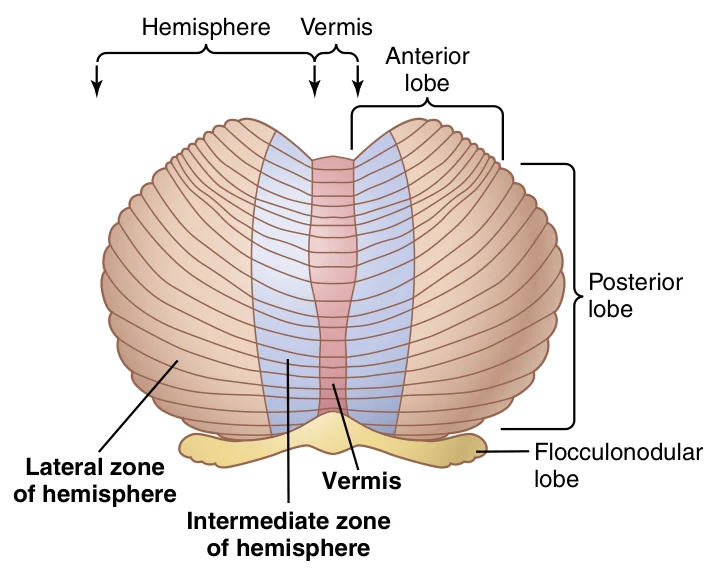 Hemisphere
Vermis
Anterior
lobe
Posterior
lobe
Flocculonodular
lobe
Lateral zone
of hemisphere
Vermis
Intermediate zone
of hemisphere